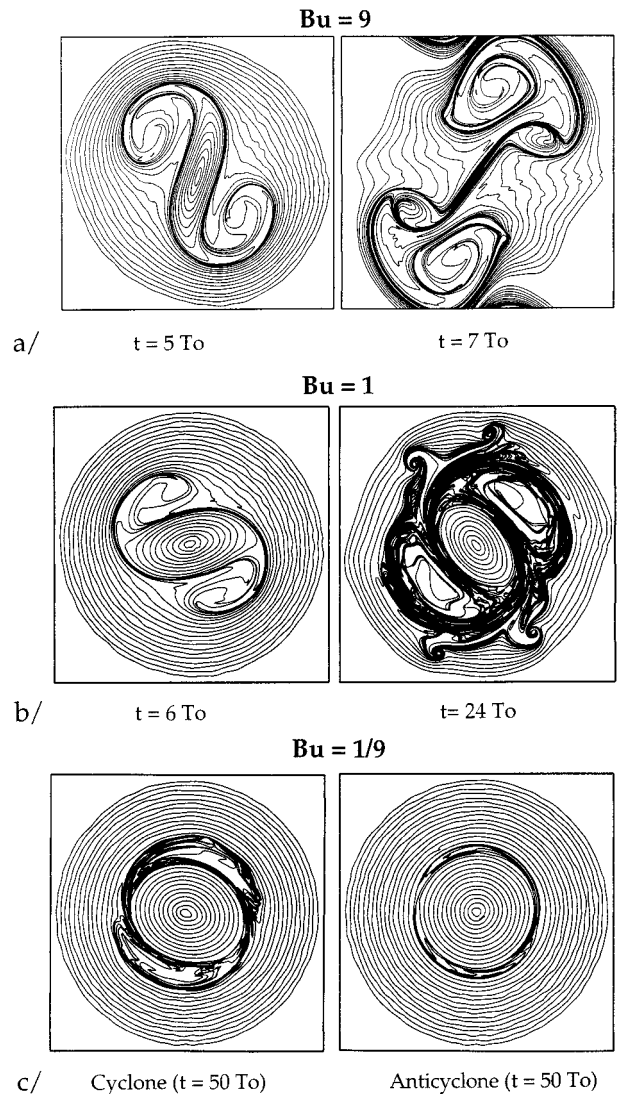 Bu = 9
a/ t = 5 To t = 7 To
Bu = 1
b/ t = 6 To t= 24 To
Bu = 1/9
c/ Cyclone (t = 50 To) Anticyclone (t = 50 To)